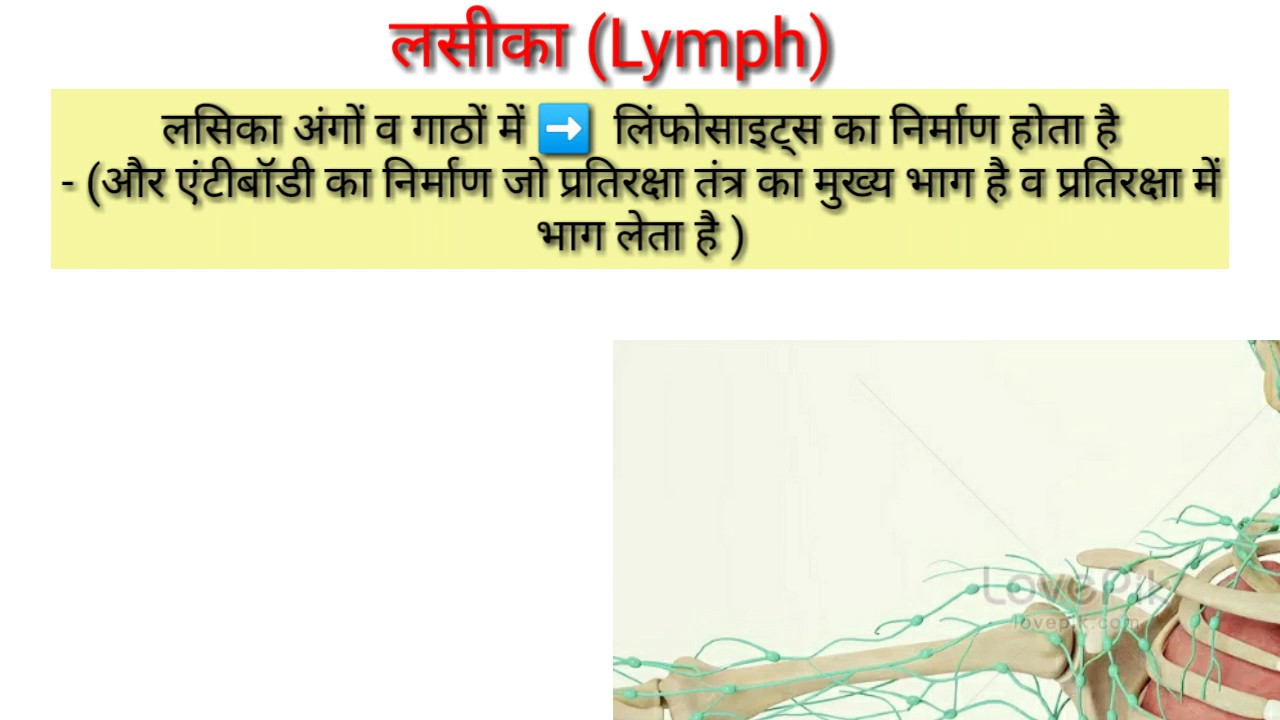 लसीका (Lymph)
लसिका अंगों व गाठों में ➡️ लिंफोसाइट्स का निर्माण होता है
- (और एंटीबॉडी का निर्माण जो प्रतिरक्षा तंत्र का मुख्य भाग है व प्रतिरक्षा में
भाग लेता है )
LovePik
lovepik.com